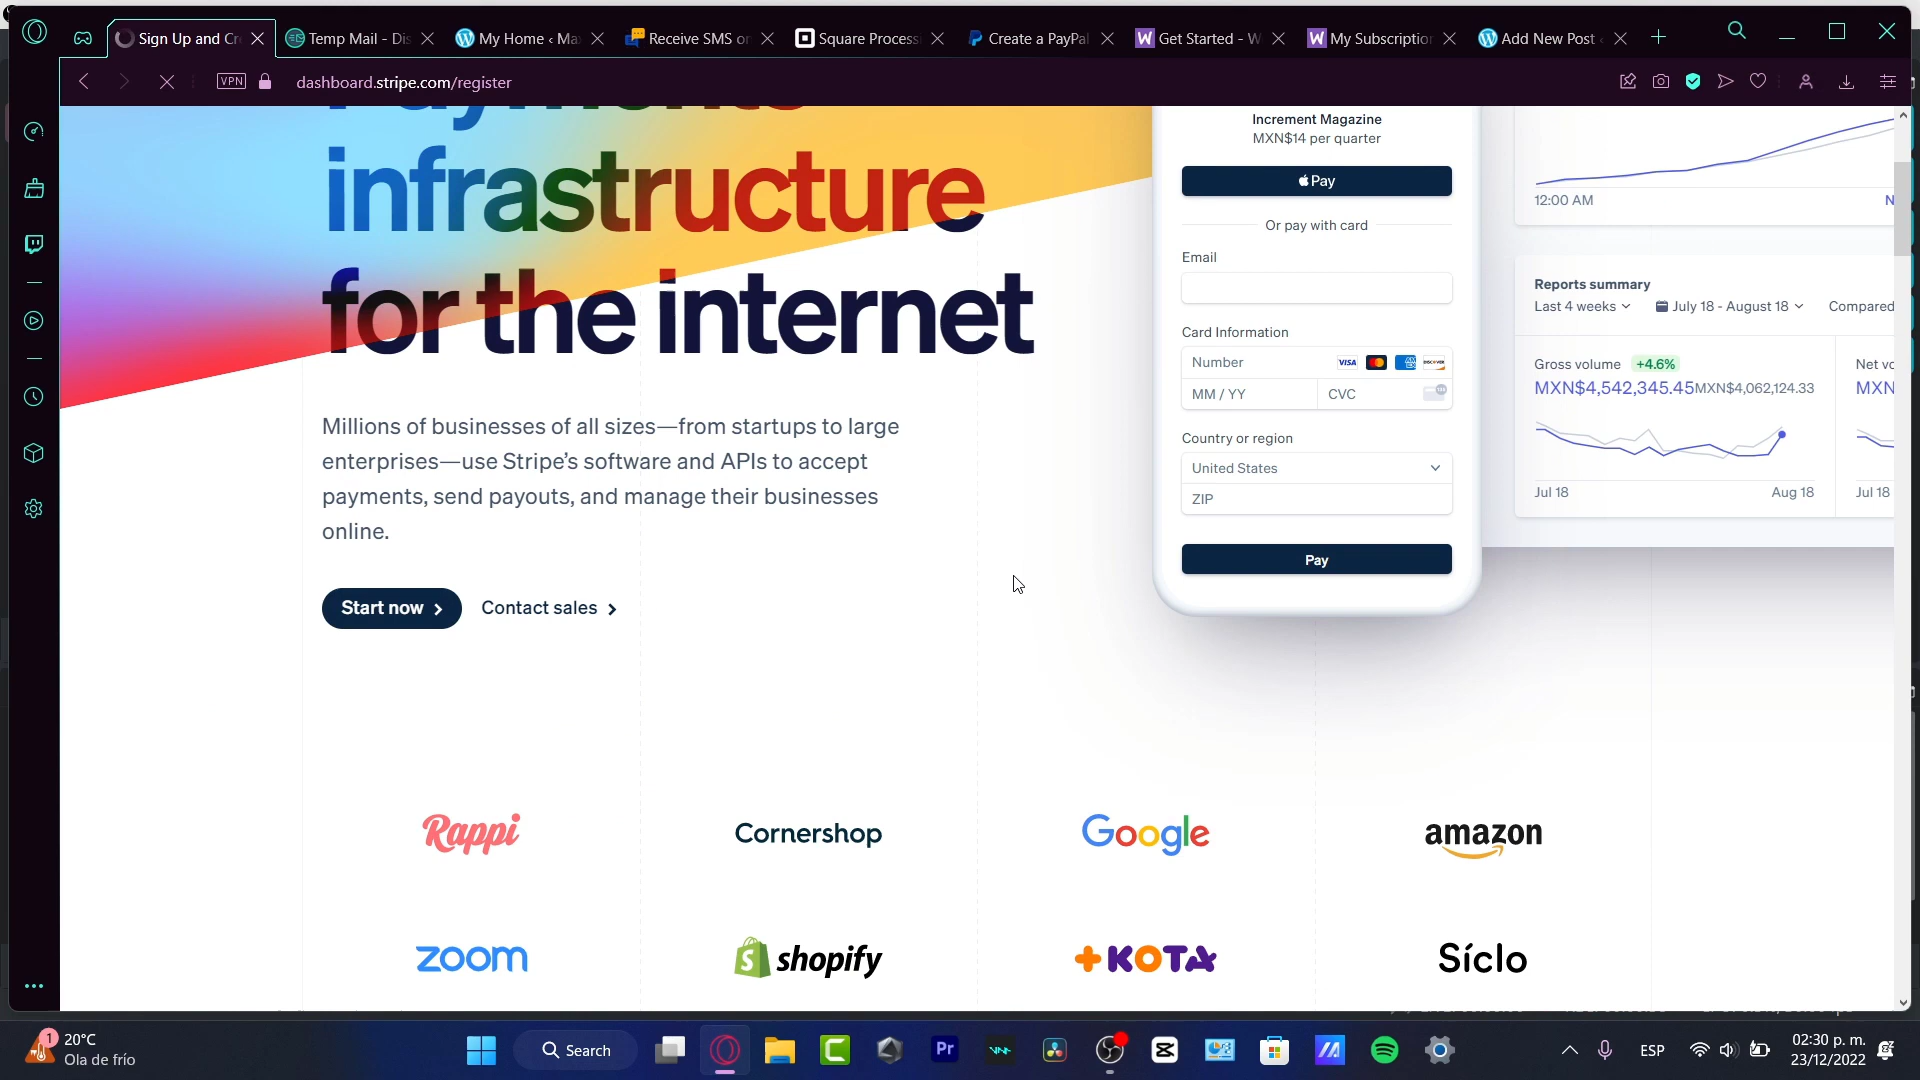 Sign Up and Cr
Temp Mail - Dis
My Home ‹ Ma
Receive SMS on
Square Process
Create a PayPal
Get Started - W
My Subscription
Add New Post ‹
VPN
dashboard.stripe.com/register
Payments
infrastructure
for the internet
Millions of businesses of all sizes—from startups to large
enterprises—use Stripe’s software and APIs to accept
payments, send payouts, and manage their businesses
online.
Start now
Contact sales
Increment Magazine
MXN$14 per quarter
Pay
Or pay with card
Email
Card Information
Number
VISA
DISCOVER
MM / YY
CVC
Country or region
United States
ZIP
Pay
12:00 AM
N
Reports summary
Last 4 weeks
July 18 - August 18
Compared
Gross volume +4.6%
MXN$4,542,345.45 MXN$4,062,124.33
Net vo
MXN
Jul 18
Aug 18
Jul 18
Rappi
Cornershop
Google
amazon
zoom
shopify
+KOTA
Síclo
1
20°C
Ola de frío
Search
Pr
ESP
02:30 p. m.
23/12/2022